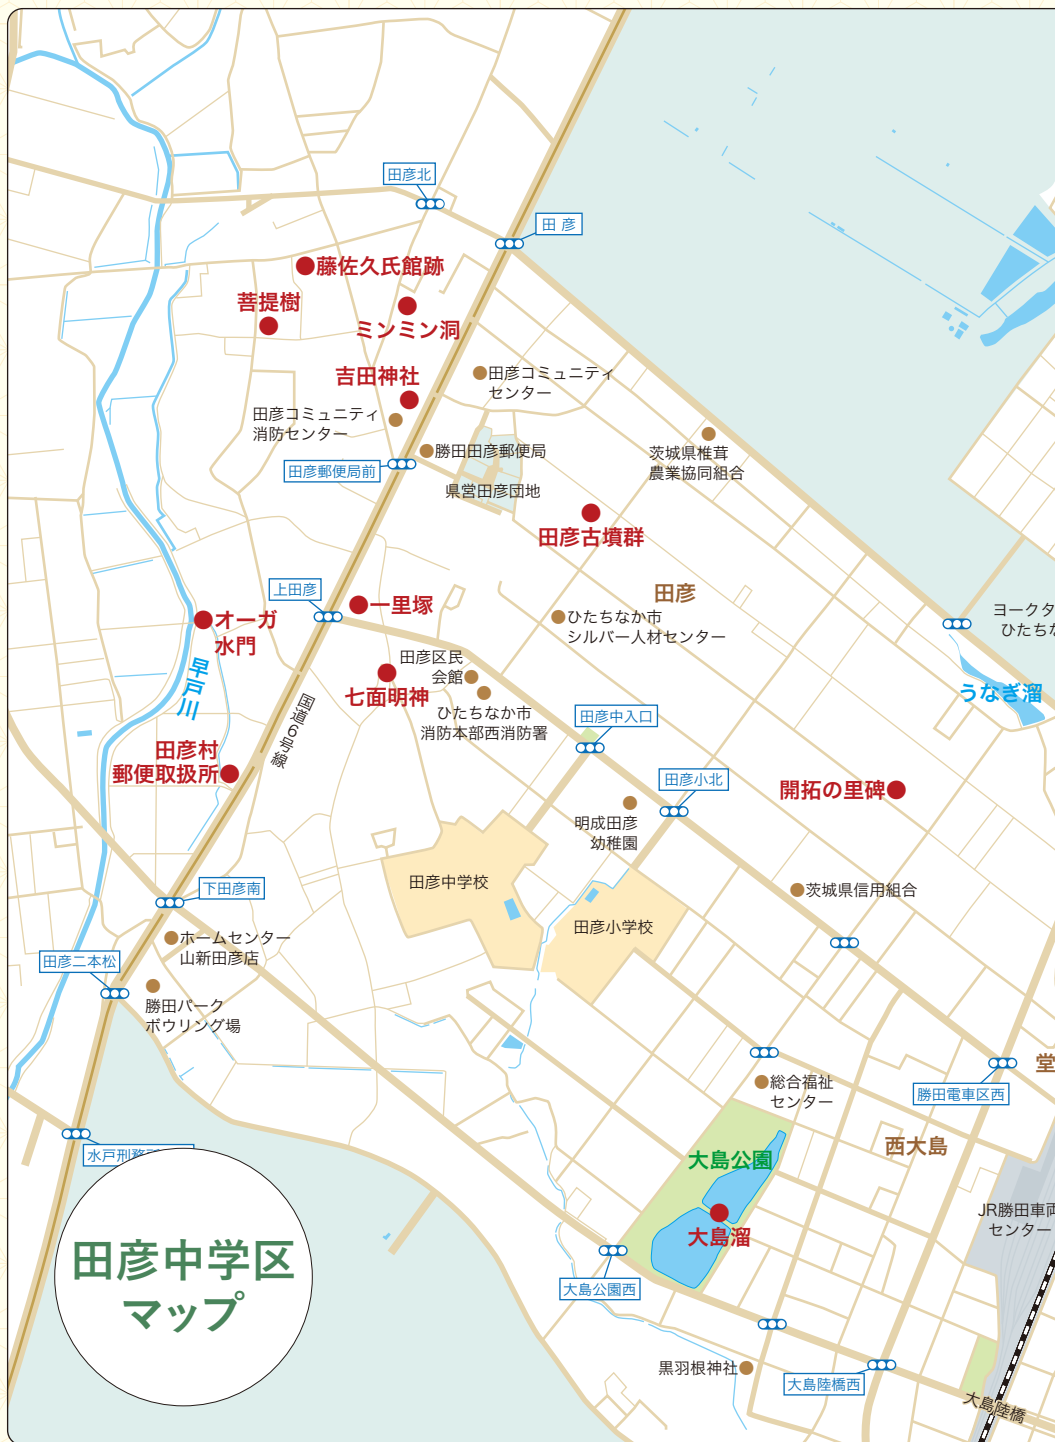 田彦北
田 彦
藤佐久氏館跡
菩提樹
ミンミン洞
吉田神社
田彦コミュニティ
センター
田彦コミュニティ
消防センター
茨城県椎茸
農業協同組合
勝田田彦郵便局
田彦郵便局前
県営田彦団地
田彦古墳群
上田彦
田彦
一里塚
ヨークタ
ひたちな
オーガ
水門
ひたちなか市
シルバー人材センター
早戸川
田彦区民
会館
七面明神
うなぎ溜
国道6号線
ひたちなか市
消防本部西消防署
田彦中入口
田彦村
郵便取扱所
田彦小北
開拓の里碑
明成田彦
幼稚園
田彦中学校
下田彦南
茨城県信用組合
田彦小学校
ホームセンター
山新田彦店
田彦二本松
勝田パーク
ボウリング場
堂
総合福祉
センター
勝田電車区西
水戸刑務
西大島
大島公園
JR勝田車両
センター
大島溜
田彦中学区
マップ
大島公園西
黒羽根神社
大島陸橋西
大島陸橋